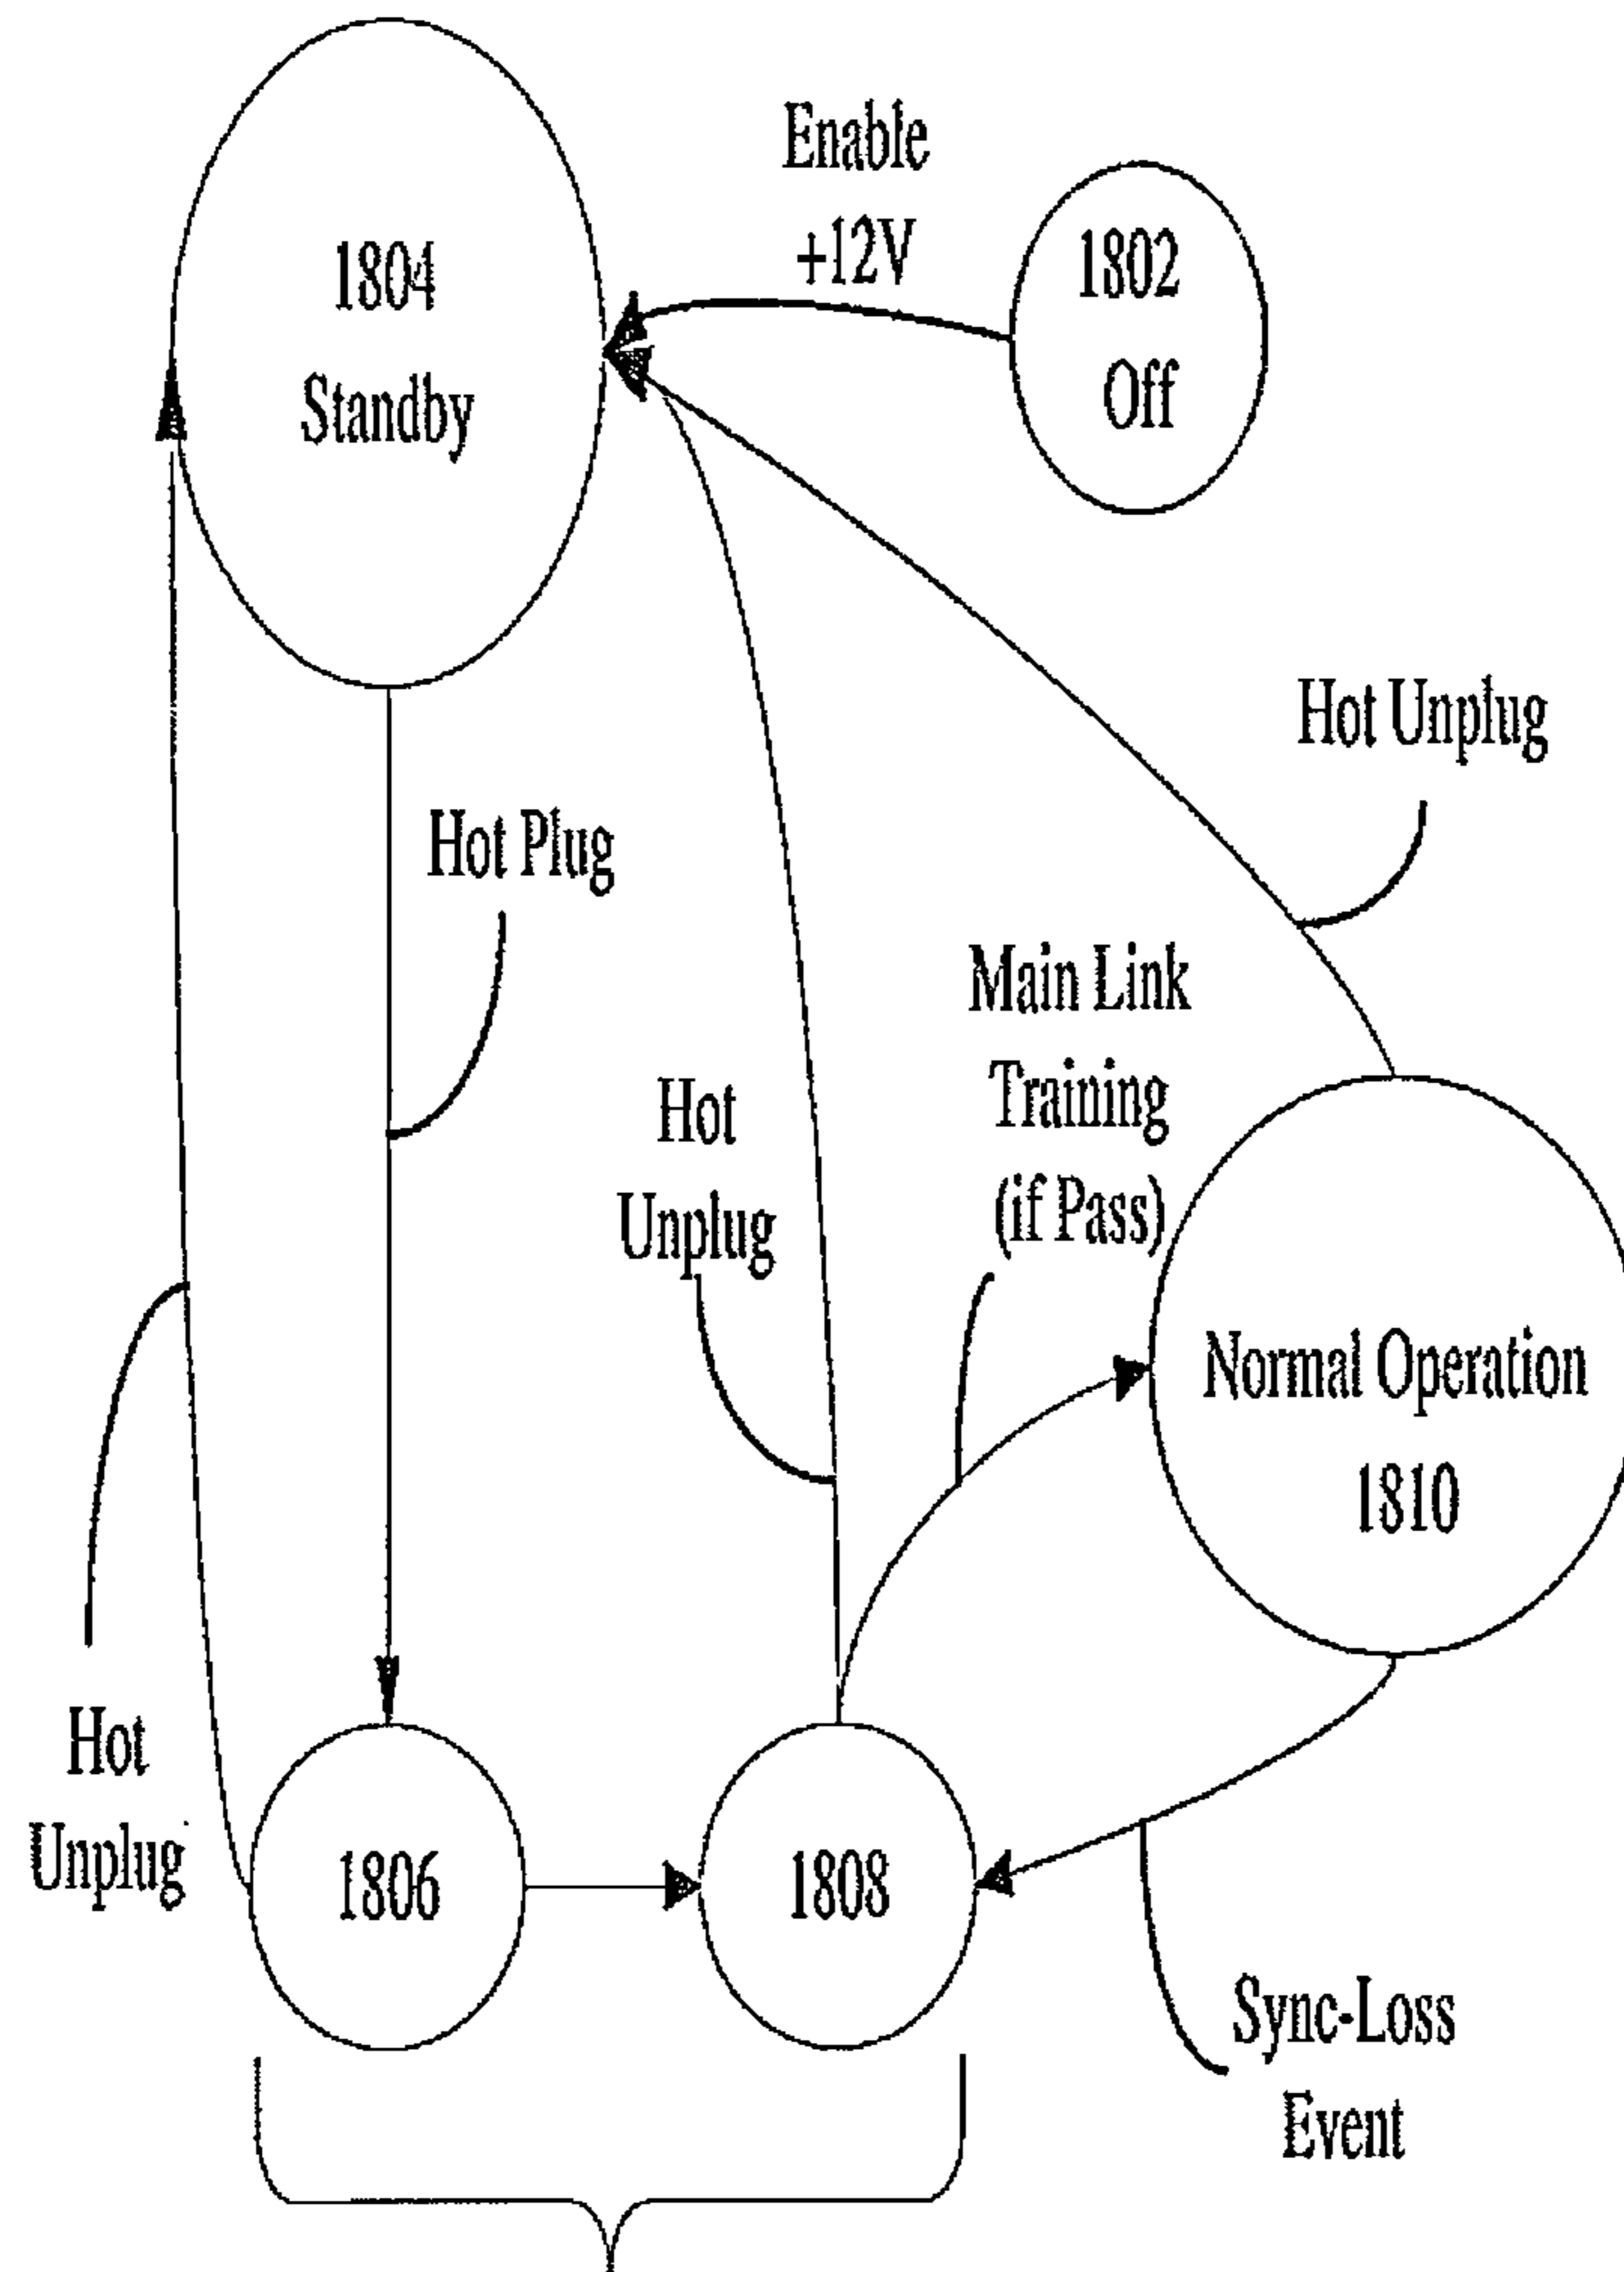 Enable
+12V
1802
Off
1804
Standby
Hot Unplug
Hot Plug
Main Link
Training
(if Pass)
Hot
Unplug
Normal Operation
1810
Hot
Unplug
1806
1808
Sync-Loss
Event